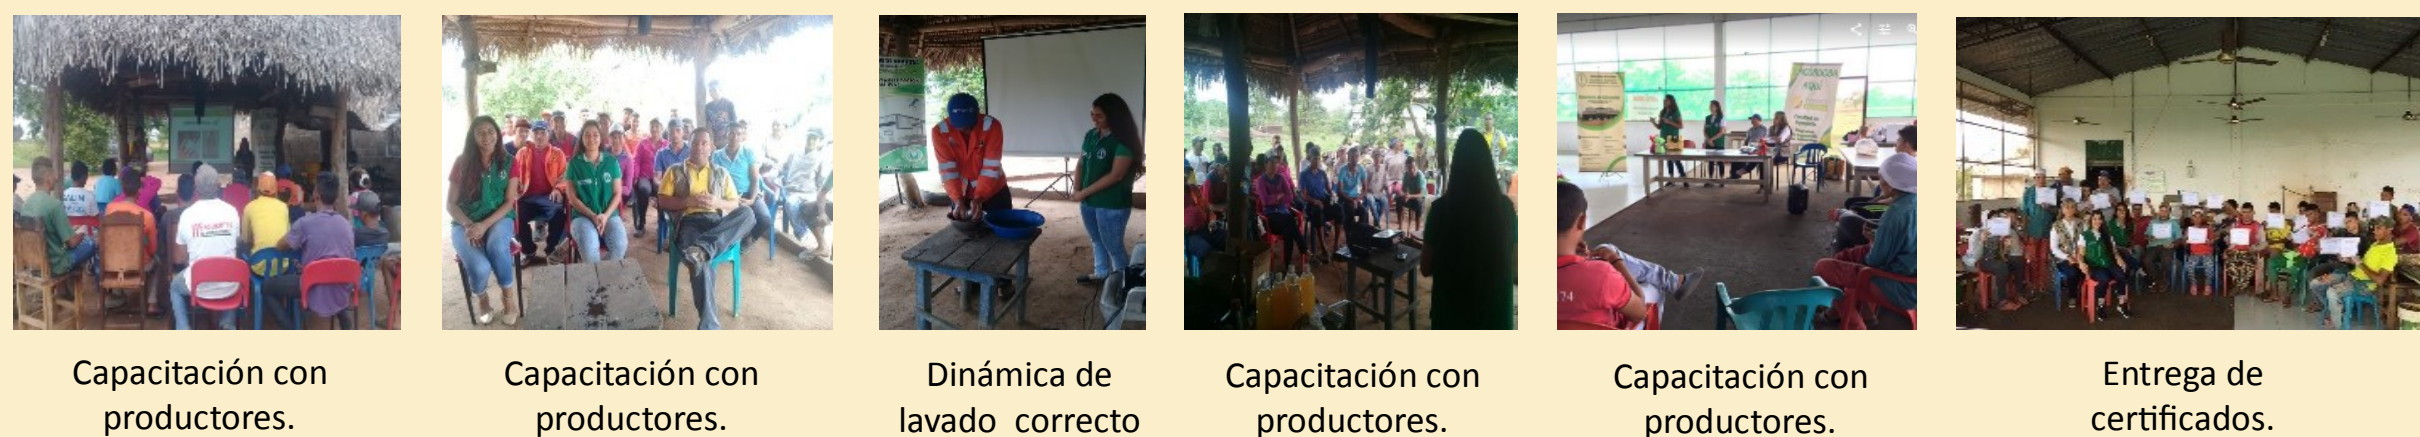 Capacitación con
productores.
Capacitación con
productores.
Dinámica de
lavado  correcto
Capacitación con
productores.
Capacitación con
productores.
Entrega de
certificados.